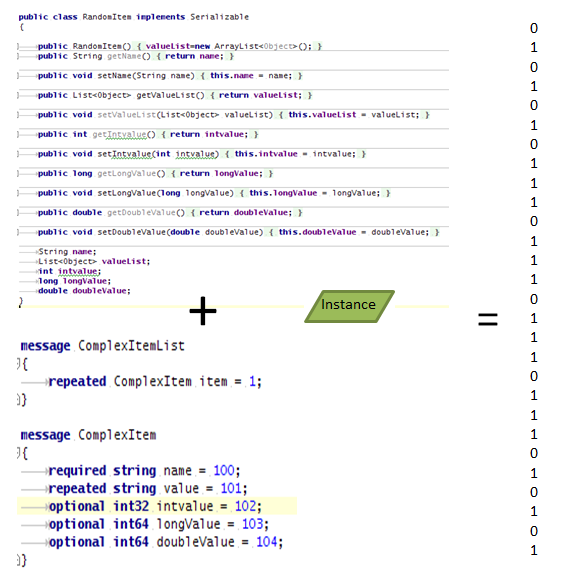 public class RandomItem implements Serializable
{
public RandomItem() { valueList=new ArrayList<Object>(); }
public String getName() { return name; }
public void setName(String name) { this.name = name; }
public List<Object> getValueList() { return valueList; }
public void setValueList(List<Object> valueList) { this.valueList = valueList; }
public int getIntvalue() { return intvalue; }
public void setIntvalue(int intvalue) { this.intvalue = intvalue; }
public long getLongValue() { return longValue; }
public void setLongValue(long longValue) { this.longValue = longValue; }
public double getDoubleValue() { return doubleValue; }
public void setDoubleValue(double doubleValue) { this.doubleValue = doubleValue; }
String name;
List<Object> valueList;
int intvalue;
long longValue;
double doubleValue;
}
+
Instance
=
message ComplexItemList
{
repeated ComplexItem item = 1;
}
message ComplexItem
{
required string name = 100;
repeated string value = 101;
optional int32 intvalue = 102;
optional int64 longValue = 103;
optional int64 doubleValue = 104;
}
0
1
0
1
0
1
0
1
1
1
0
1
1
1
0
1
1
1
0
1
1
1
0
1
0
1
0
1